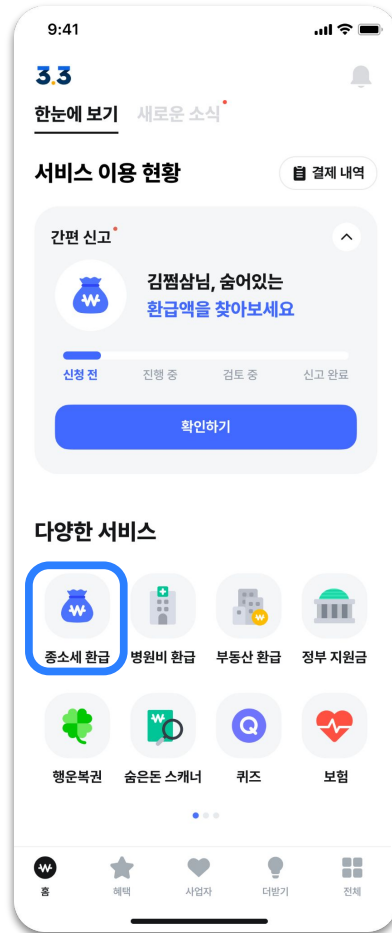 9:41
3.3
한눈에 보기 새로운 소식
서비스 이용 현황
결제 내역
간편 신고
김쩜삼님, 숨어있는
환급액을 찾아보세요
신청 전 진행 중 검토 중 신고 완료
확인하기
다양한 서비스
종소세 환급 병원비 환급 부동산 환급 정부 지원금
행운복권 숨은돈 스캐너 퀴즈 보험
홈 혜택 사업자 더받기 전체